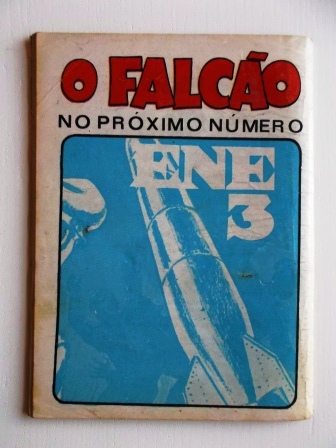 O FALCÃO
NO PRÓXIMO NÚMERO
ENE
3